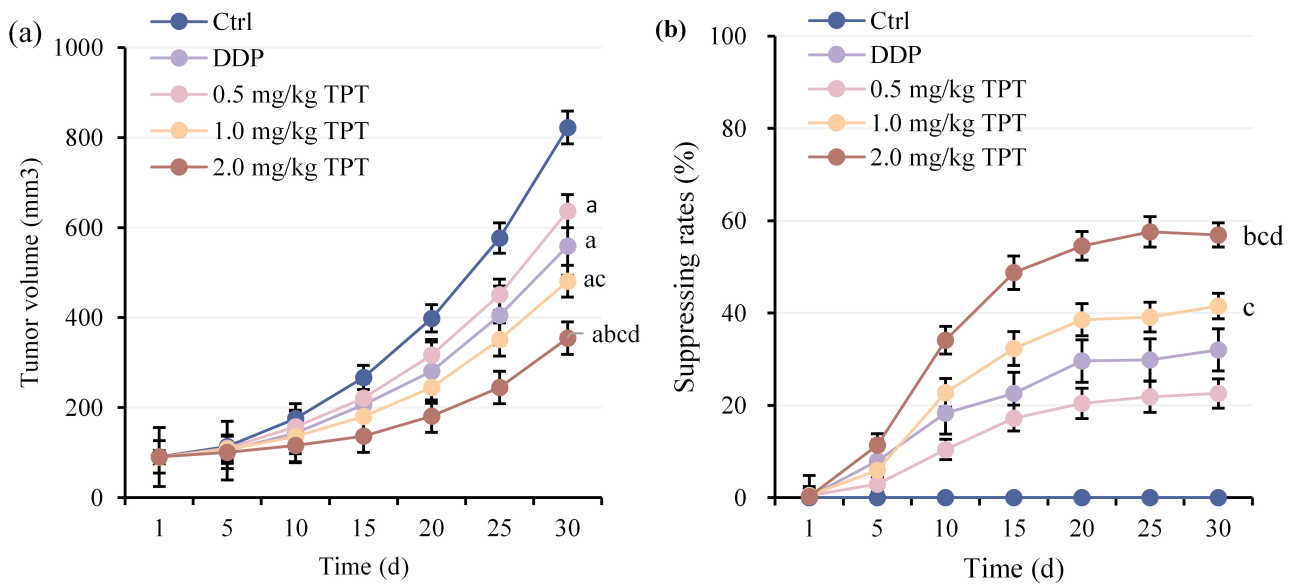 (a)
Ctrl
DDP
0.5 mg/kg TPT
1.0 mg/kg TPT
2.0 mg/kg TPT
Tumor volume (mm3)
1000
800
600
400
200
0
a
a
ac
abcd
1 5 10 15 20 25 30
Time (d)
(b)
Ctrl
DDP
0.5 mg/kg TPT
1.0 mg/kg TPT
2.0 mg/kg TPT
Suppressing rates (%)
100
80
60
40
20
0
bcd
c
1 5 10 15 20 25 30
Time (d)